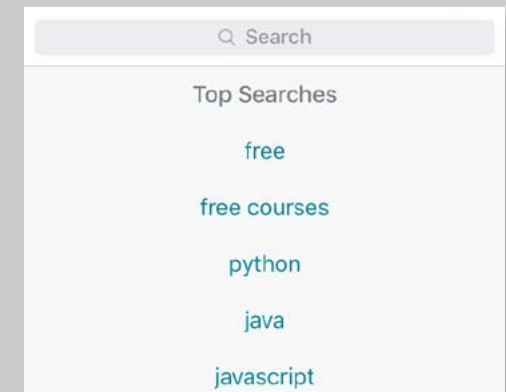 Search
Top Searches
free
free courses
python
java
javascript